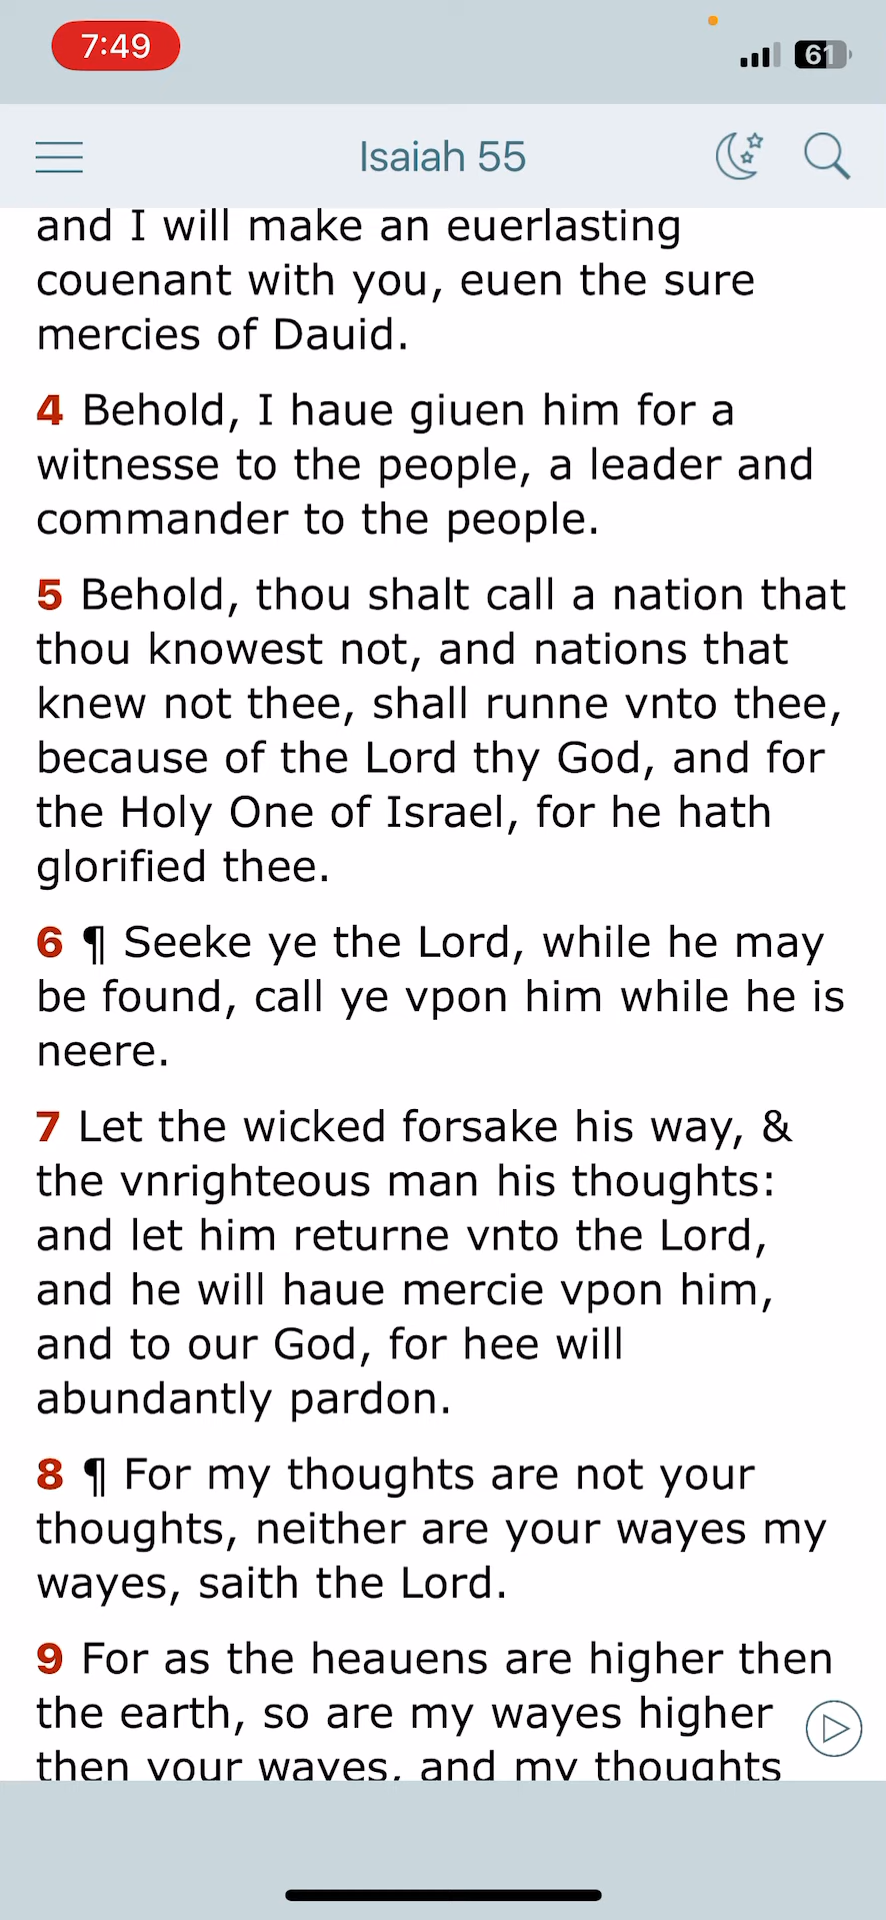 7:49
61
Isaiah 55
and I will make an euerlasting
couenant with you, euen the sure
mercies of Dauid.
4 Behold, I haue giuen him for a
witnesse to the people, a leader and
commander to the people.
5 Behold, thou shalt call a nation that
thou knowest not, and nations that
knew not thee, shall runne vnto thee,
because of the Lord thy God, and for
the Holy One of Israel, for he hath
glorified thee.
6 ¶ Seeke ye the Lord, while he may
be found, call ye vpon him while he is
neere.
7 Let the wicked forsake his way, &
the vnrighteous man his thoughts:
and let him returne vnto the Lord,
and he will haue mercie vpon him,
and to our God, for hee will
abundantly pardon.
8 ¶ For my thoughts are not your
thoughts, neither are your wayes my
wayes, saith the Lord.
9 For as the heauens are higher then
the earth, so are my wayes higher
then your wayes, and my thoughts